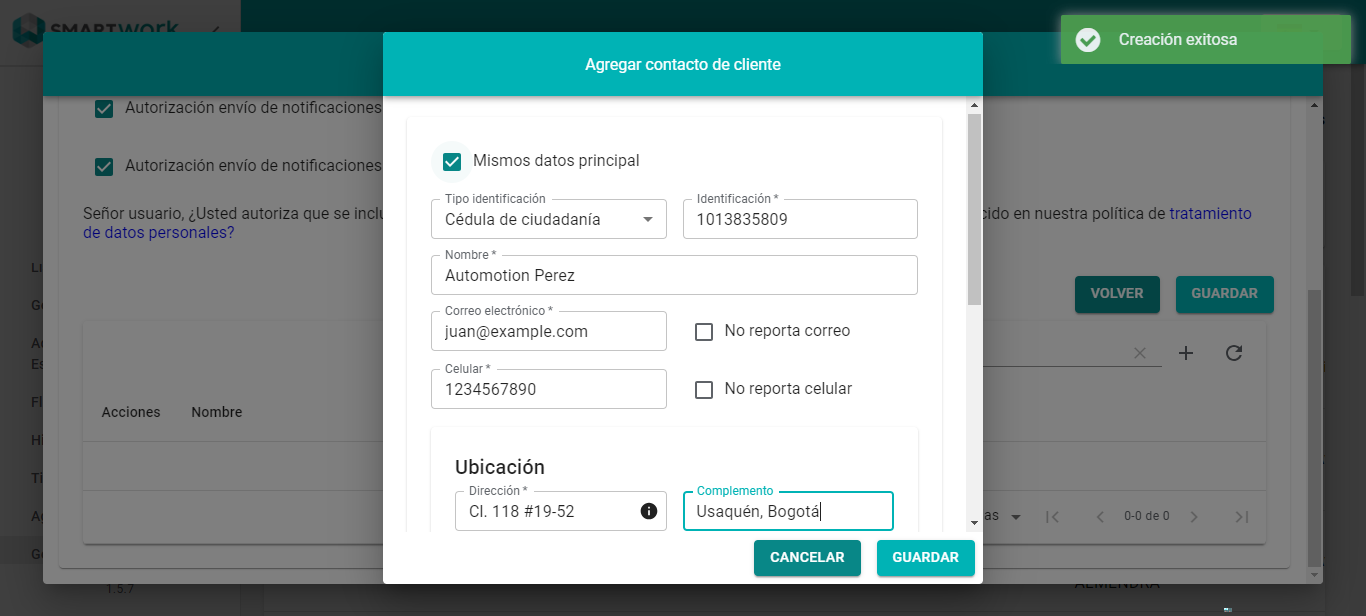 SMARTwork
Creación exitosa
Agregar contacto de cliente
Autorización envío de notificaciones
Autorización envío de notificaciones
Señor usuario, ¿Usted autoriza que se
en nuestra política de tratamiento
de datos personales?
VOLVER
GUARDAR
Acciones
Nombre
0-0 de 0
Mismos datos principal
Tipo identificación
Cédula de ciudadanía
Identificación *
1013835809
Nombre *
Automotion Perez
Correo electrónico *
juan@example.com
No reporta correo
Celular *
1234567890
No reporta celular
Ubicación
Dirección *
Cl. 118 #19-52
Complemento
Usaquén, Bogotá
CANCELAR
GUARDAR
1.5.7